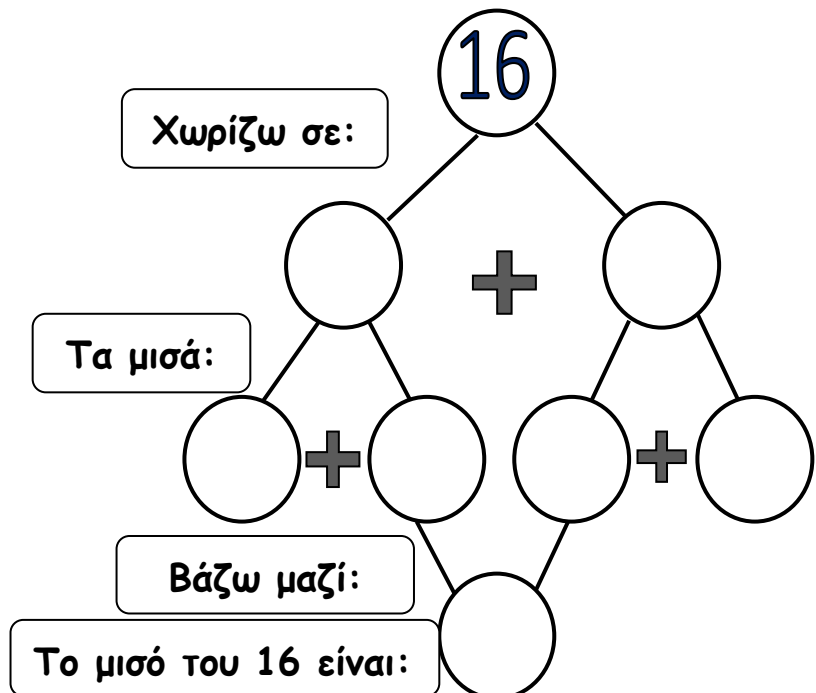 16
Χωρίζω σε:
+
Τα μισά:
+ +
Βάζω μαζί:
Το μισό του 16 είναι: